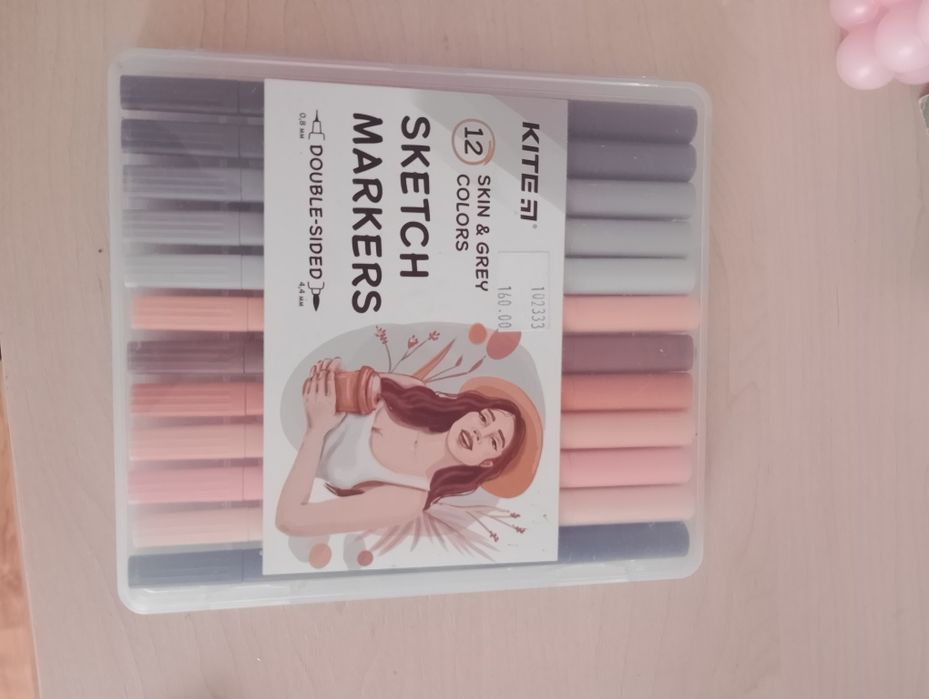 KITE®
12 SKIN & GREY
COLORS
102333
160.00
SKETCH
MARKERS
DOUBLE-SIDED
0,8 мм
4,4 мм